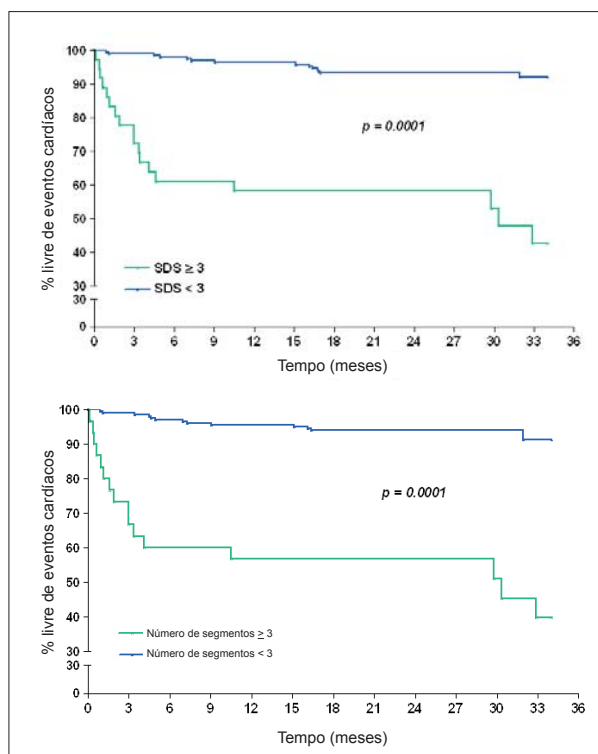 % livre de eventos cardíacos
100
90
80
70
60
50
40
30
30
0
p = 0.0001
SDS ≥ 3
SDS < 3
0 3 6 9 12 15 18 21 24 27 30 33 36
Tempo (meses)
% livre de eventos cardíacos
100
90
80
70
60
50
40
30
30
0
p = 0.0001
Número de segmentos ≥ 3
Número de segmentos < 3
0 3 6 9 12 15 18 21 24 27 30 33 36
Tempo (meses)